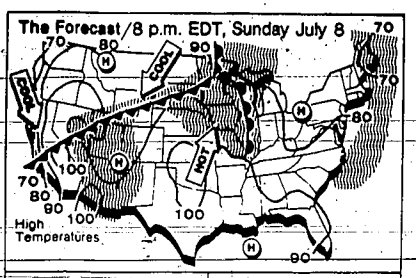 The Forecast/8 p.m. EDT, Sunday July 8
70
70
80
90
H
COOL
70
COOL
H
80
HOT
100
H
70
80
90
100
100
High
Temperatures
H
90